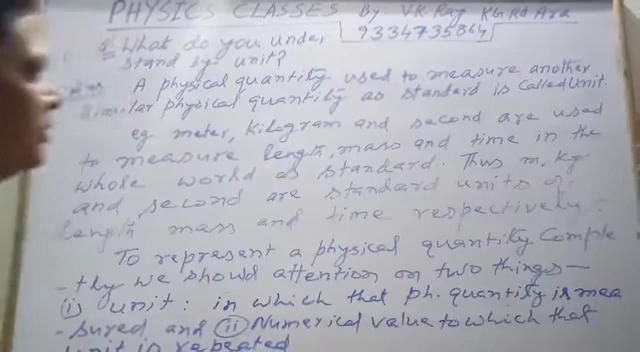 PHYSICS CLASSES By V.K. Ray Kh. Rd Ara
9334735864
Q What do you under
stand by unit?
A physical quantity used to measure another
similar physical quantity as standard is called unit.
eg meter, kilogram and second are used
to measure length, mass and time in the
whole world as standard. Thus m, kg
and second are standard units of
length mass and time respectively.
To represent a physical quantity comple
-tly we should attention on two things—
(i) unit: in which that ph. quantity is mea
-sured and (ii) Numerical value to which that
unit is repeated